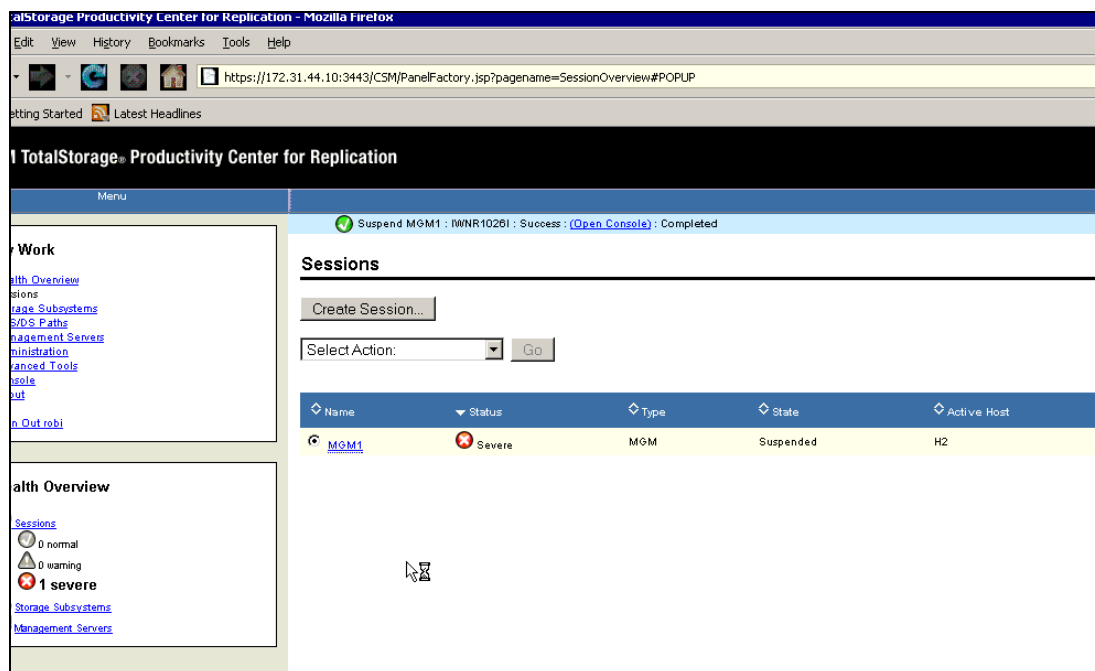 alStorage Productivity Center for Replication - Mozilla Firefox
Edit View History Bookmarks Tools Help
https://172.31.44.10:3443/CSM/PanelFactory.jsp?pagename=SessionOverview#POPUP
etting Started Latest Headlines
M TotalStorage® Productivity Center for Replication
Menu
Suspend MGM1 : IWNR1026I : Success : (Open Console) : Completed
y Work
alth Overview
ssions
rage Subsystems
S/DS Paths
nagement Servers
ministration
vanced Tools
nsole
out
n Out robi
Sessions
Create Session...
Select Action: Go
Name Status Type State Active Host
MGM1 Severe MGM Suspended H2
alth Overview
Sessions
0 normal
0 warning
1 severe
Storage Subsystems
Management Servers